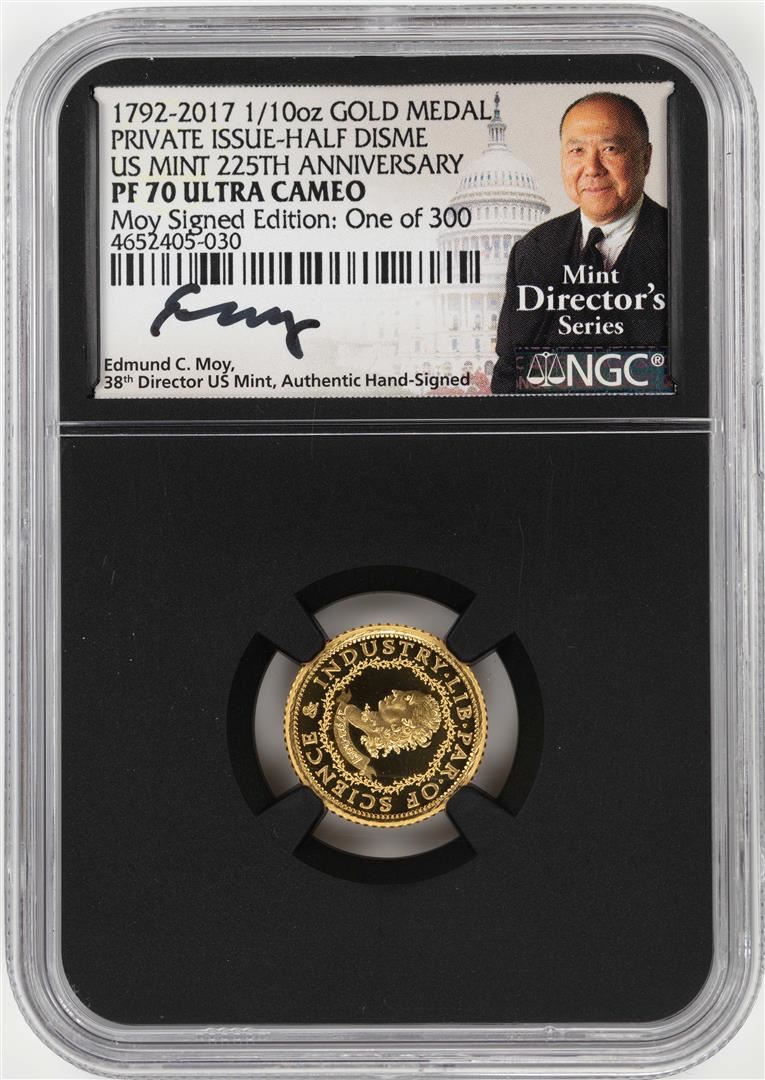 1792-2017 1/10oz GOLD MEDAL
PRIVATE ISSUE-HALF DISME
US MINT 225TH ANNIVERSARY
PF 70 ULTRA CAMEO
Moy Signed Edition: One of 300
4652405-030
Edmund C. Moy,
38th Director US Mint, Authentic Hand-Signed
Mint
Director's
Series
NGC®
LIB·PAR·OF SCIENCE & INDUSTRY·